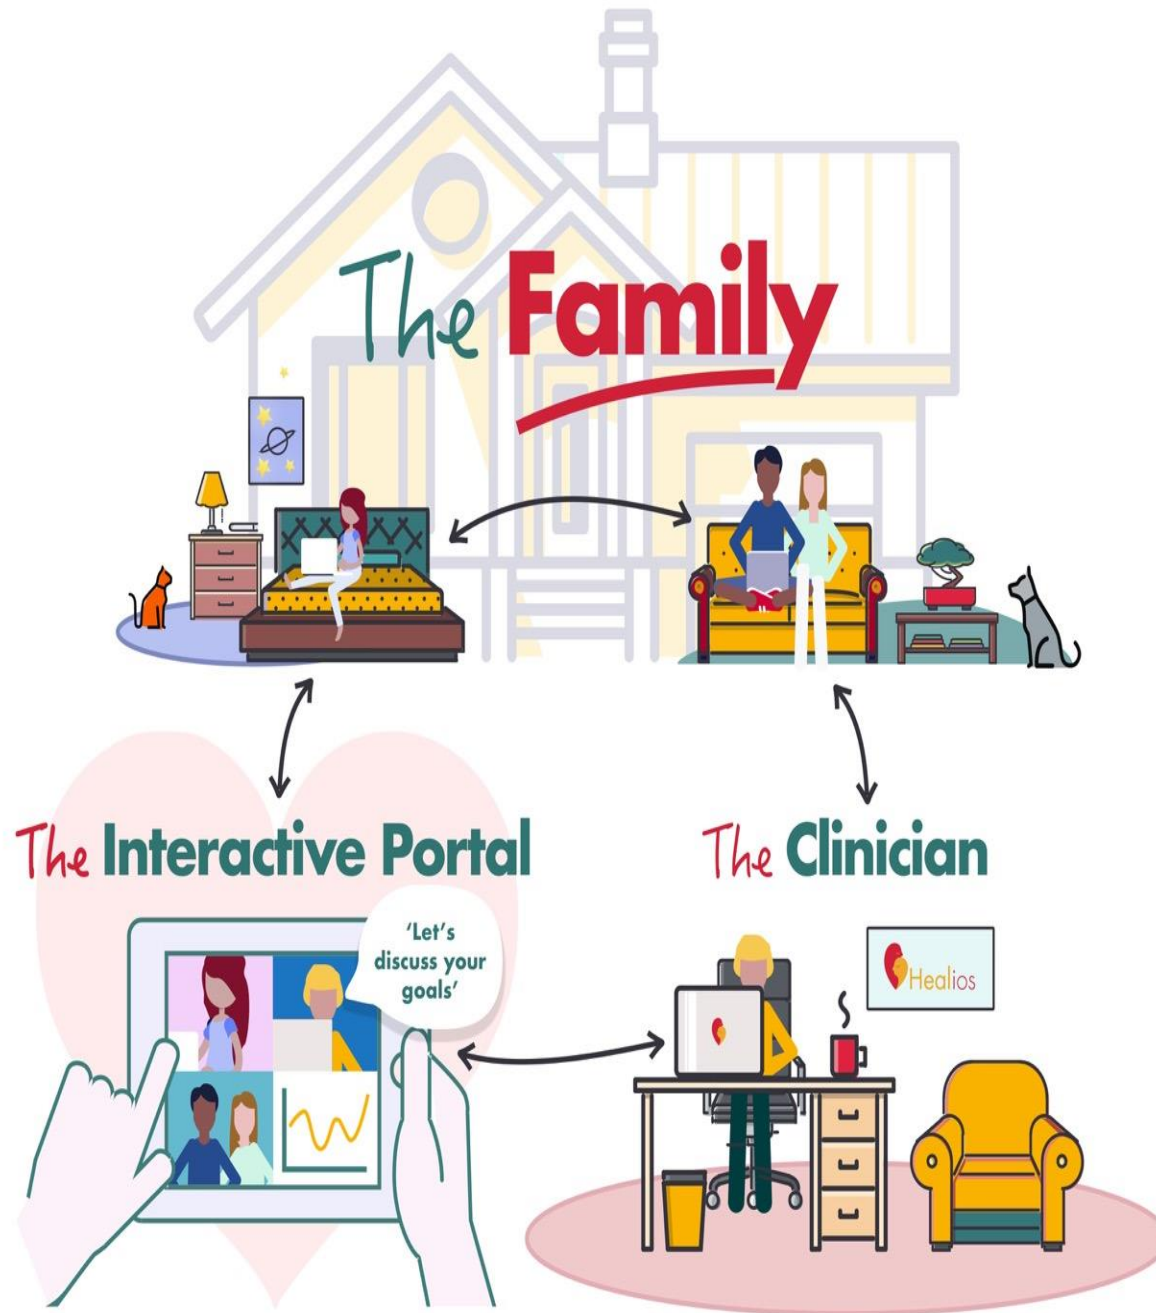 The Family
The Interactive Portal
The Clinician
'Let's
discuss your
goals'
Healios